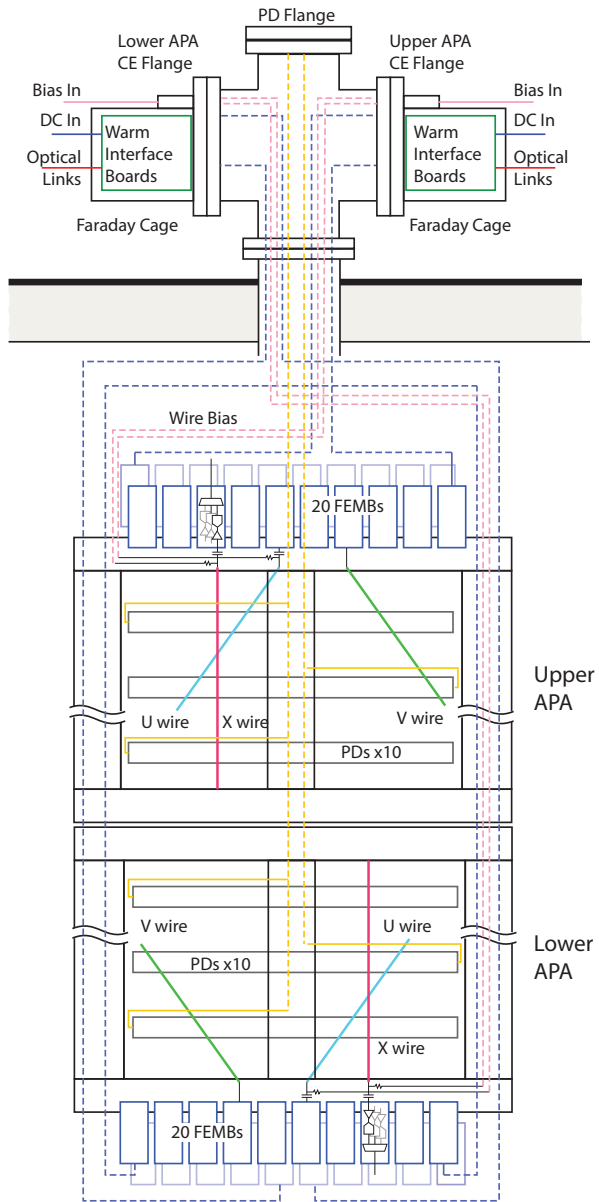 PD Flange
Lower APA
CE Flange
Upper APA
CE Flange
Bias In
DC In
Optical
Links
Warm
Interface
Boards
Faraday Cage
Bias In
DC In
Optical
Links
Warm
Interface
Boards
Faraday Cage
Wire Bias
20 FEMBs
U wire
X wire
V wire
PDs x10
Upper
APA
V wire
U wire
PDs x10
X wire
Lower
APA
20 FEMBs